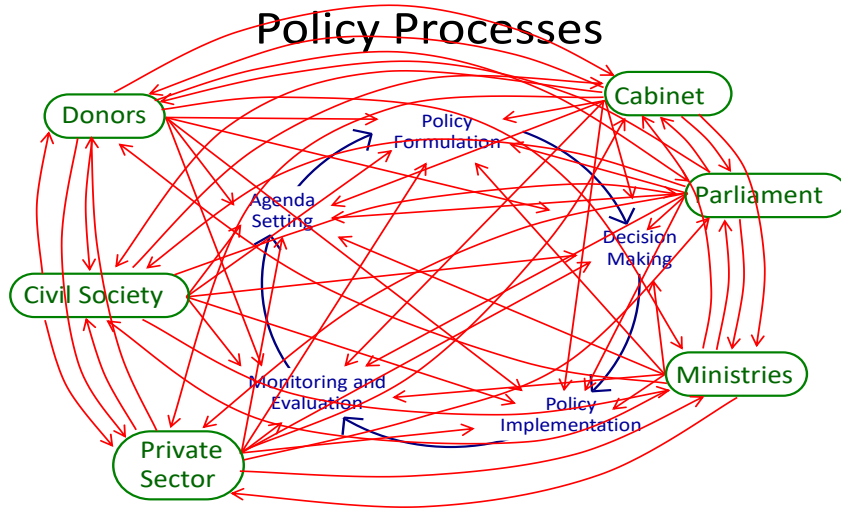 Policy Processes
Donors
Cabinet
Policy
Formulation
Agenda
Setting
Parliament
Decision
Making
Civil Society
Monitoring and
Evaluation
Ministries
Policy
Implementation
Private
Sector